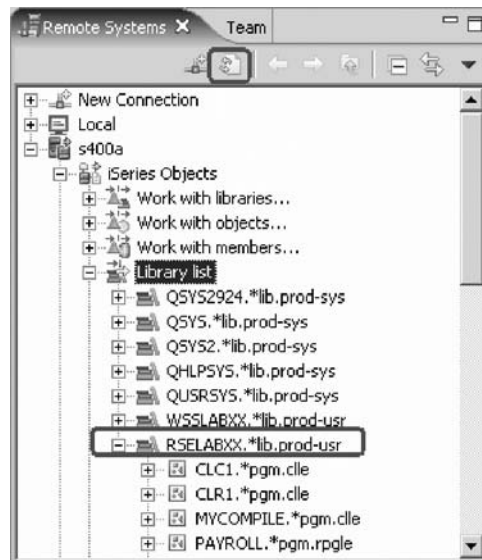 Remote Systems
Team
New Connection
Local
s400a
iSeries Objects
Work with libraries...
Work with objects...
Work with members...
Library list
QSYS2924.*lib.prod-sys
QSYS.*lib.prod-sys
QSYS2.*lib.prod-sys
QHLPSYS.*lib.prod-sys
QUSRSYS.*lib.prod-sys
WSSLABXX.*lib.prod-usr
RSELABXX.*lib.prod-usr
CLC1.*pgm.clle
CLR1.*pgm.clle
MYCOMPILE.*pgm.clle
PAYROLL.*pgm.rpgle